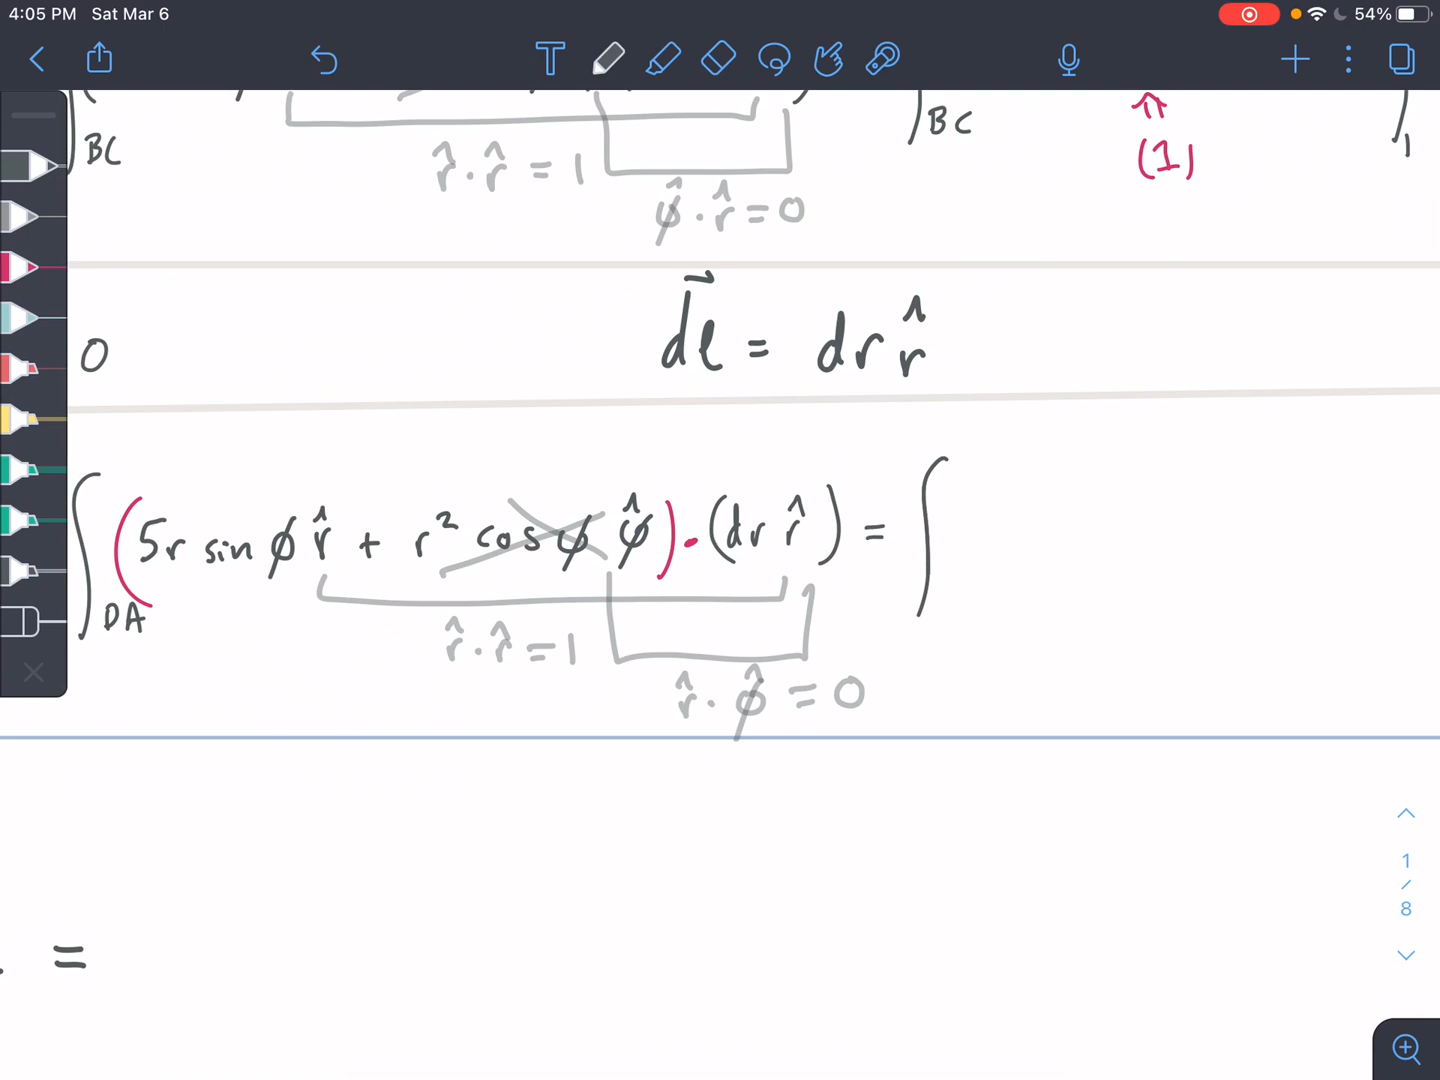 4:05 PM Sat Mar 6 54%
T
BC BC 1
r̂ · r̂ = 1 (1)
φ̂ · r̂ = 0
0 dl⃗ = dr r̂
∫ (5r sin φ r̂ + r² cos φ φ̂) · (dr r̂) = ∫
DA
r̂ · r̂ = 1
r̂ · φ̂ = 0
1
/
8
=